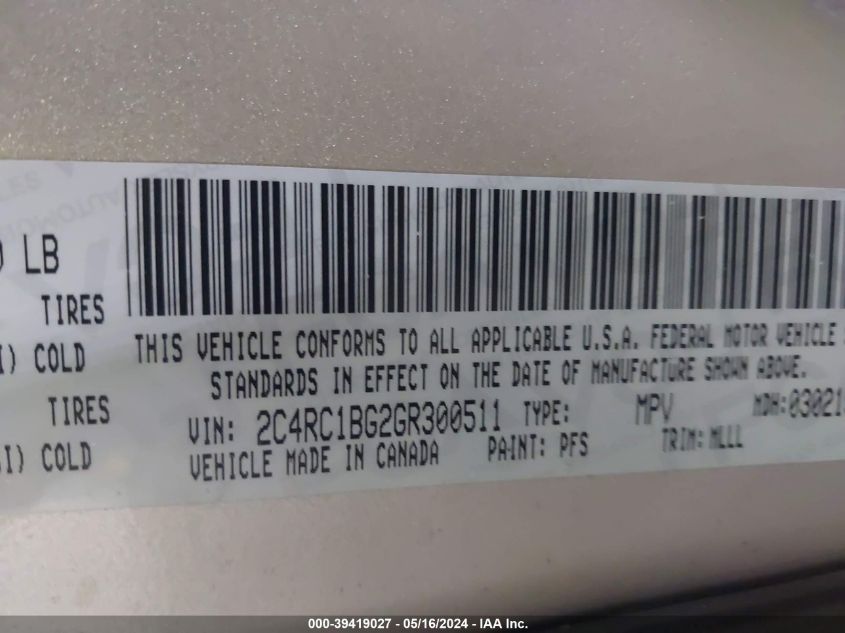 LB
TIRES
COLD
TIRES
COLD
THIS VEHICLE CONFORMS TO ALL APPLICABLE U.S.A. FEDERAL MOTOR VEHICLE
STANDARDS IN EFFECT ON THE DATE OF MANUFACTURE SHOWN ABOVE.
VIN: 2C4RC1BG2GR300511 TYPE: MPV MDH:
VEHICLE MADE IN CANADA PAINT: PFS TRIM: MLLL
000-39419027 - 05/16/2024 - IAA Inc.